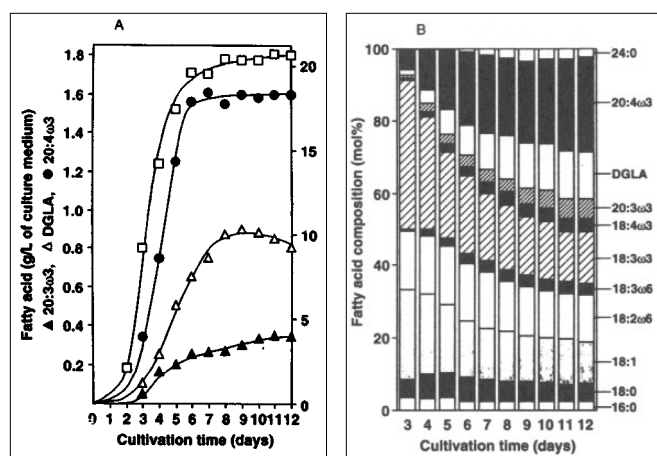 A
1.8
1.6
1.4
1.2
1.0
0.8
0.6
0.4
0.2
20
15
10
5
0
Fatty acid (g/L of culture medium)
▲ 20:3ω3, △ DGLA, ● 20:4ω3
0 1 2 3 4 5 6 7 8 9 10 11 12
Cultivation time (days)
B
100
80
60
40
20
0
Fatty acid composition (mol%)
24:0
20:4ω3
DGLA
20:3ω3
18:4ω3
18:3ω3
18:3ω6
18:2ω6
18:1
18:0
16:0
3 4 5 6 7 8 9 10 11 12
Cultivation time (days)